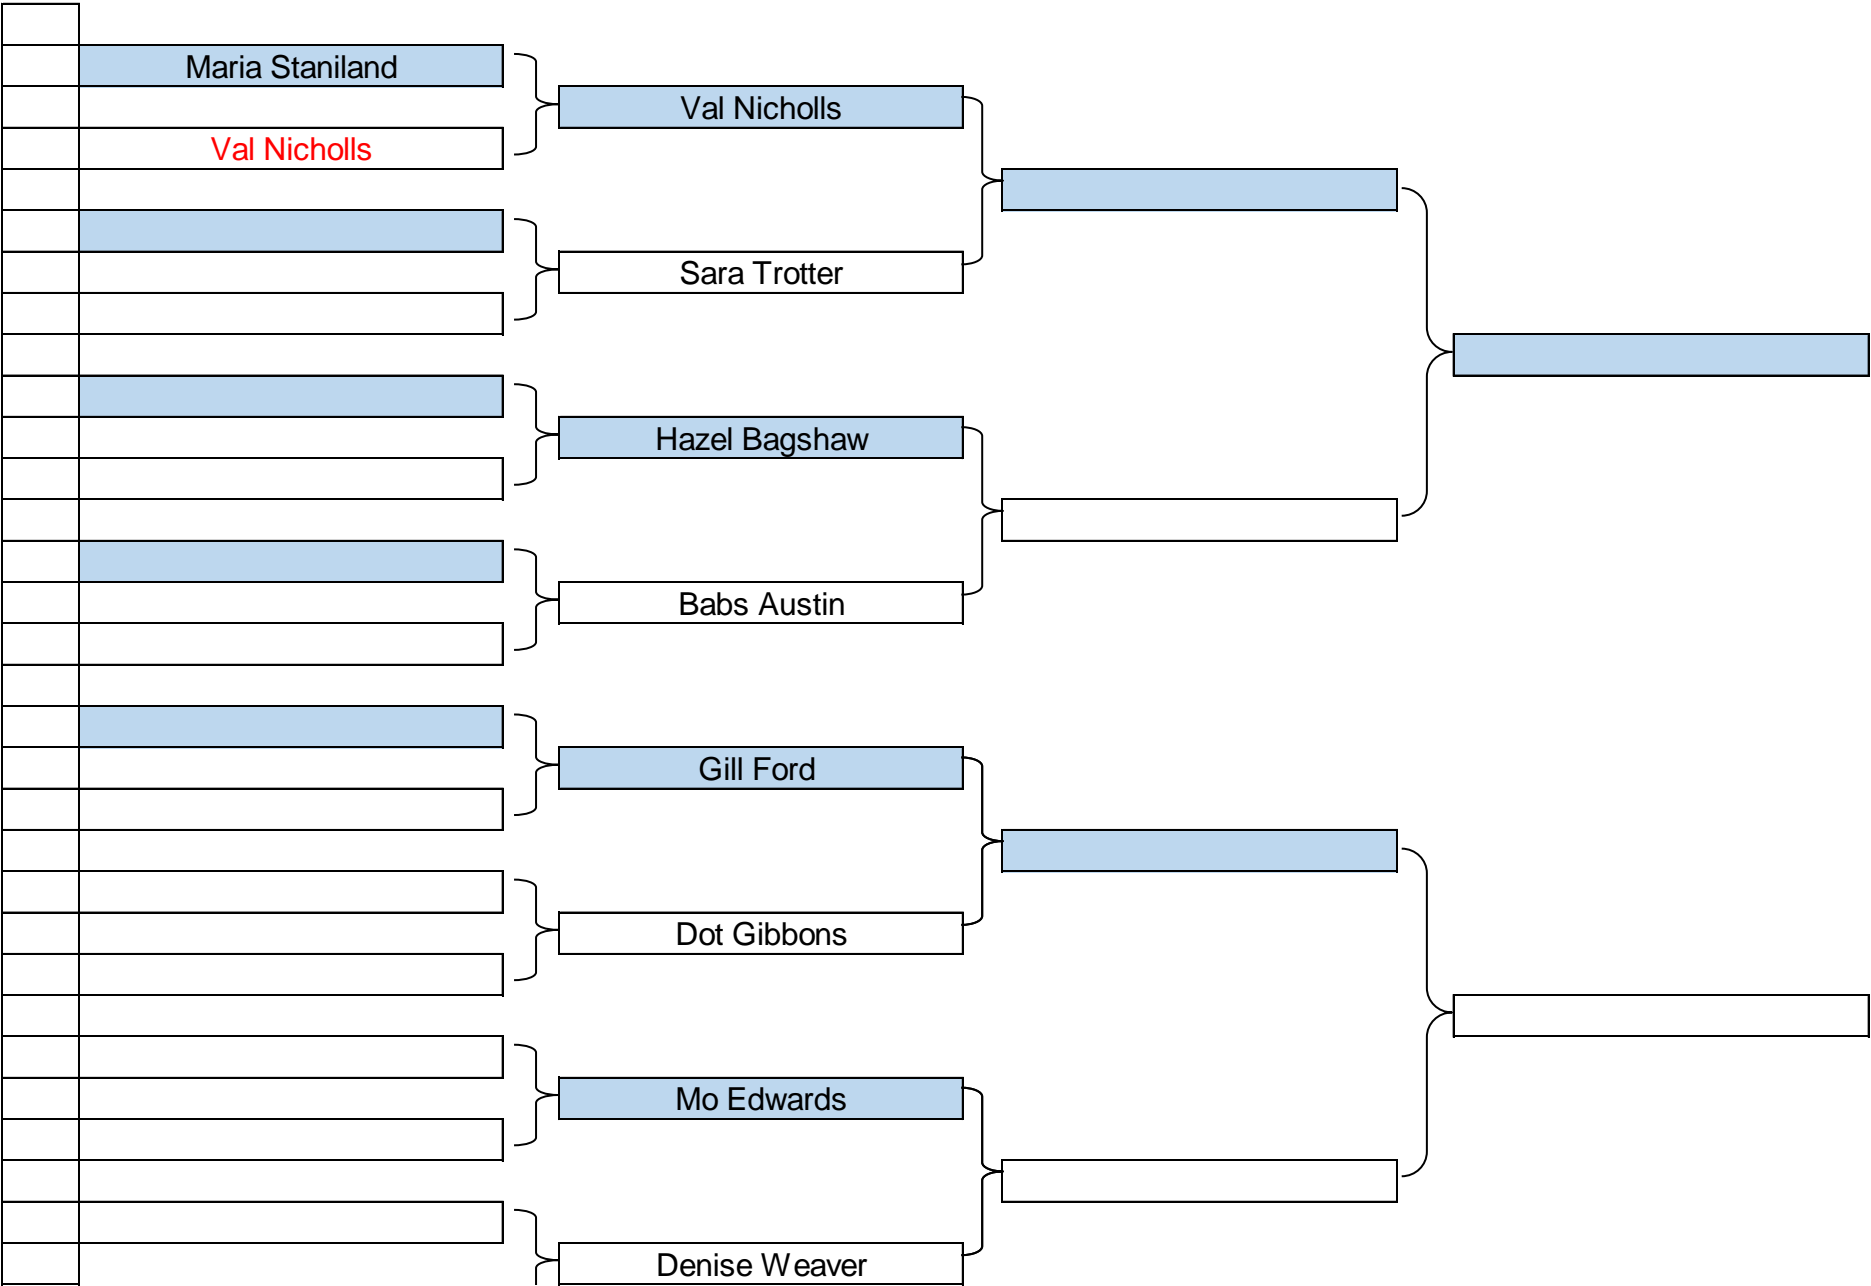 Maria Staniland
Val Nicholls
Val Nicholls
Sara Trotter
Hazel Bagshaw
Babs Austin
Gill Ford
Dot Gibbons
Mo Edwards
Denise Weaver